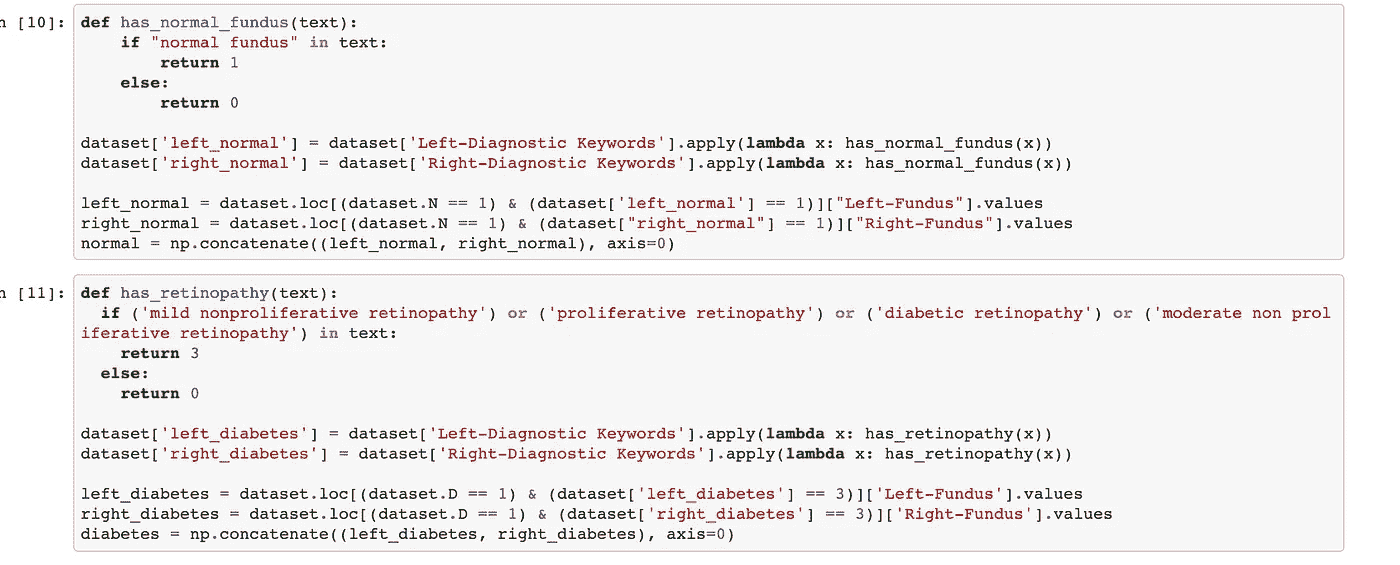 n [10]: def has_normal_fundus(text):
    if "normal fundus" in text:
        return 1
    else:
        return 0
dataset['left_normal'] = dataset['Left-Diagnostic Keywords'].apply(lambda x: has_normal_fundus(x))
dataset['right_normal'] = dataset['Right-Diagnostic Keywords'].apply(lambda x: has_normal_fundus(x))
left_normal = dataset.loc[(dataset.N == 1) & (dataset['left_normal'] == 1)]["Left-Fundus"].values
right_normal = dataset.loc[(dataset.N == 1) & (dataset["right_normal"] == 1)]["Right-Fundus"].values
normal = np.concatenate((left_normal, right_normal), axis=0)
n [11]: def has_retinopathy(text):
  if ('mild nonproliferative retinopathy') or ('proliferative retinopathy') or ('diabetic retinopathy') or ('moderate non prol
iferative retinopathy') in text:
    return 3
  else:
    return 0
dataset['left_diabetes'] = dataset['Left-Diagnostic Keywords'].apply(lambda x: has_retinopathy(x))
dataset['right_diabetes'] = dataset['Right-Diagnostic Keywords'].apply(lambda x: has_retinopathy(x))
left_diabetes = dataset.loc[(dataset.D == 1) & (dataset['left_diabetes'] == 3)]['Left-Fundus'].values
right_diabetes = dataset.loc[(dataset.D == 1) & (dataset['right_diabetes'] == 3)]['Right-Fundus'].values
diabetes = np.concatenate((left_diabetes, right_diabetes), axis=0)